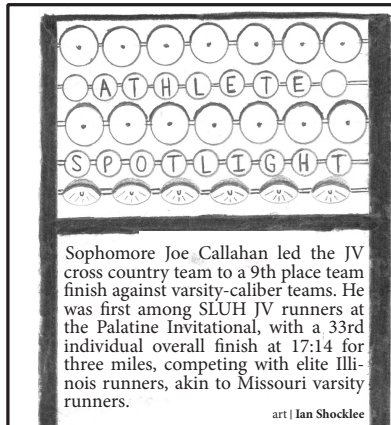 ATHLETE
SPOTLIGHT
Sophomore Joe Callahan led the JV
cross country team to a 9th place team
finish against varsity-caliber teams. He
was first among SLUH JV runners at
the Palatine Invitational, with a 33rd
individual overall finish at 17:14 for
three miles, competing with elite Illi-
nois runners, akin to Missouri varsity
runners.
art | Ian Shocklee